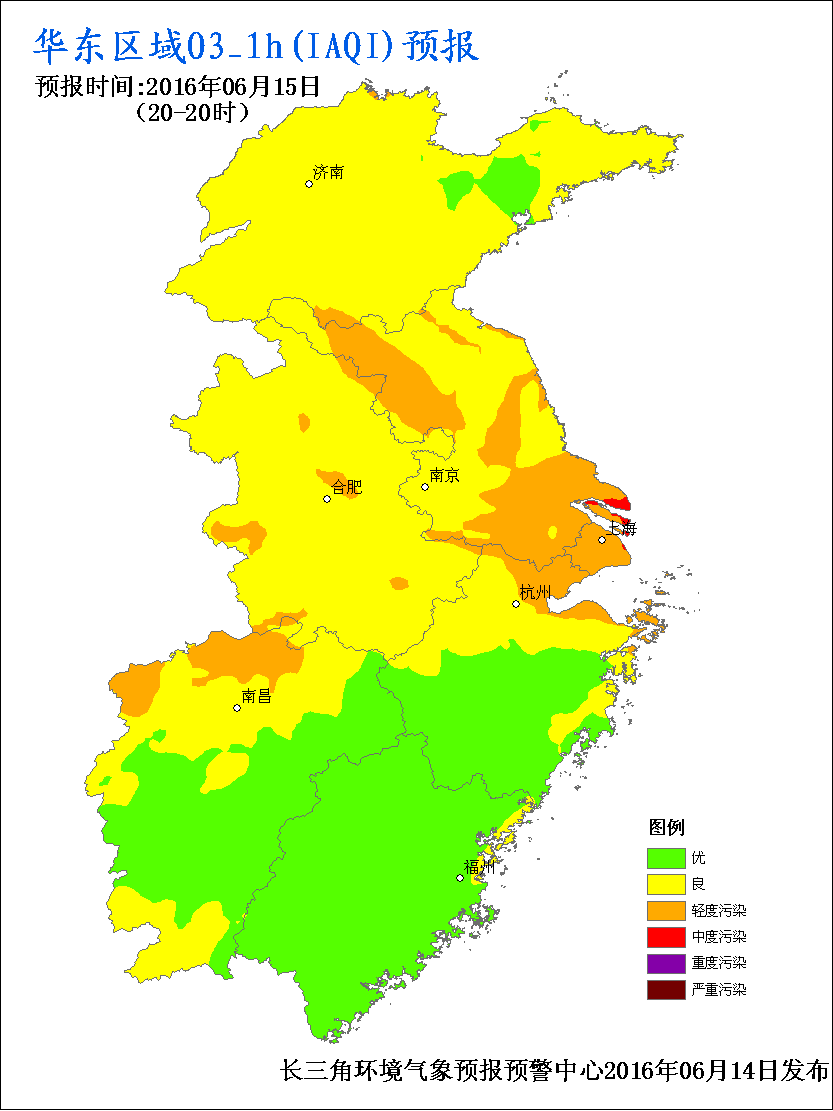 华东区域O3_1h(IAQI)预报
预报时间:2016年06月15日
(20-20时)
济南
南京
合肥
上海
杭州
南昌
福州
图例
优
良
轻度污染
中度污染
重度污染
严重污染
长三角环境气象预报预警中心2016年06月14日发布